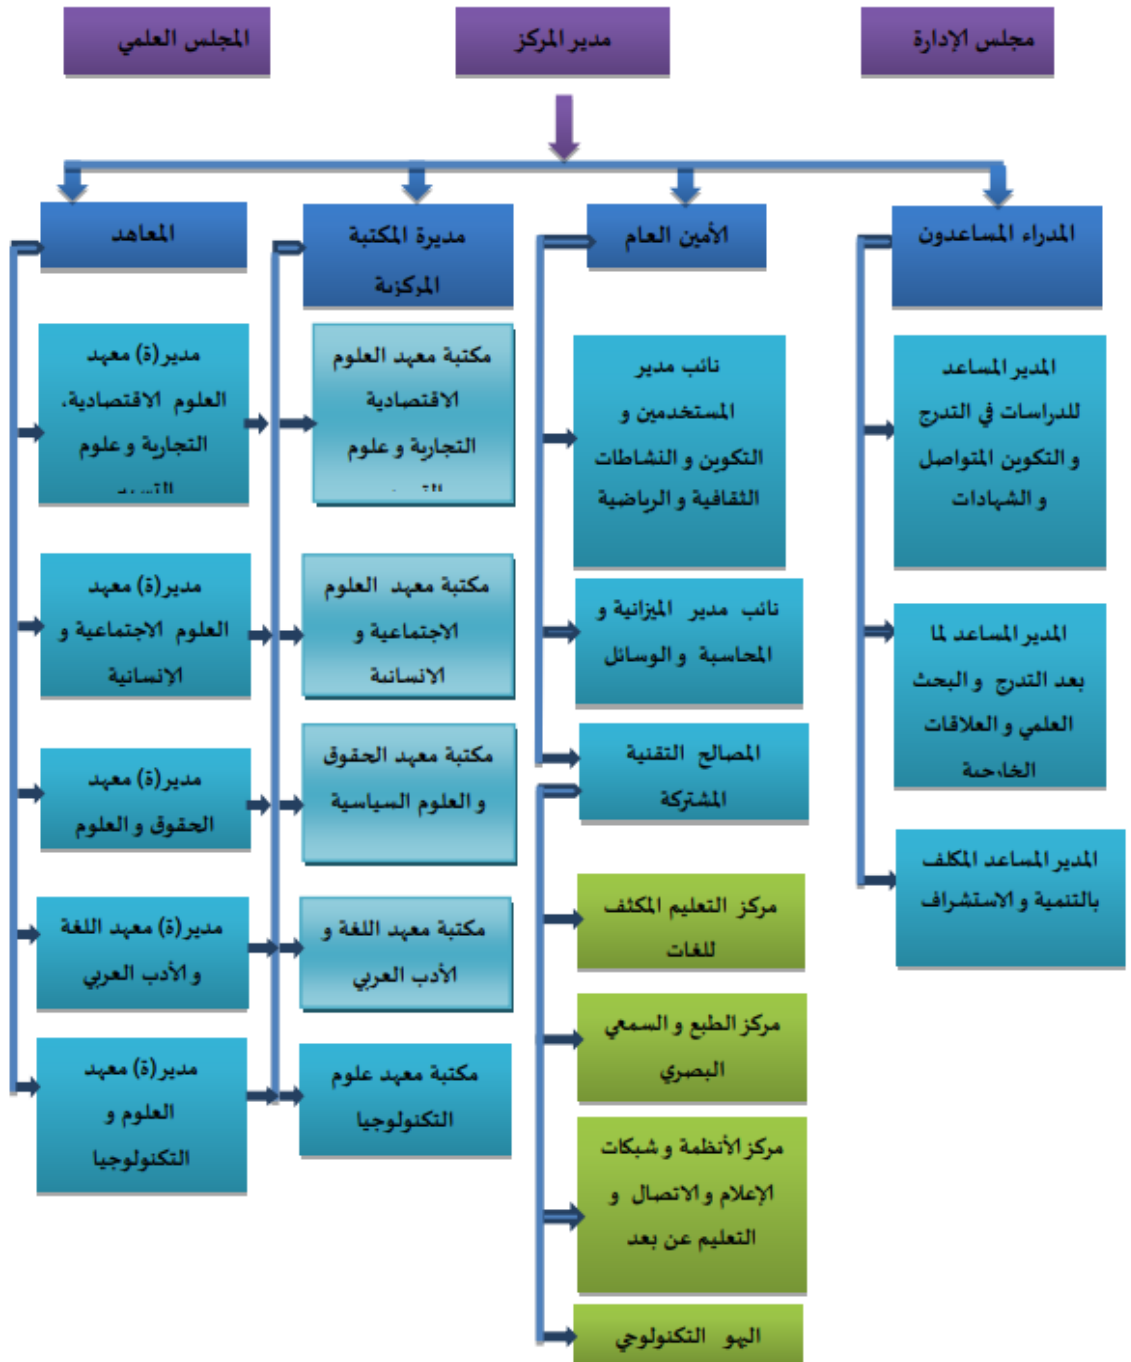 مجلس الإدارة
مدير المركز
المجلس العلمي
المدراء المساعدون
الأمين العام
مديرة المكتبة
المركزية
المعاهد
المدير المساعد
للدراسات في التدرج
و التكوين المتواصل
و الشهادات
المدير المساعد لما
بعد التدرج و البحث
العلمي و العلاقات
الخارجية
المدير المساعد المكلف
بالتنمية و الاستشراف
نائب مدير
المستخدمين و
التكوين و النشاطات
الثقافية و الرياضية
نائب مدير الميزانية و
المحاسبة و الوسائل
المصالح التقنية
المشتركة
مركز التعليم المكثف
للغات
مركز الطبع و السمعي
البصري
مركز الأنظمة و شبكات
الإعلام و الاتصال و
التعليم عن بعد
البهو التكنولوجي
مكتبة معهد العلوم
الاقتصادية
التجارية و علوم
مكتبة معهد العلوم
الاجتماعية و
الانسانية
مكتبة معهد الحقوق
و العلوم السياسية
مكتبة معهد اللغة و
الأدب العربي
مكتبة معهد علوم
التكنولوجيا
مدير(ة) معهد
العلوم الاقتصادية،
التجارية و علوم
مدير(ة) معهد
العلوم الاجتماعية و
الإنسانية
مدير(ة) معهد
الحقوق و العلوم
مدير(ة) معهد اللغة
و الأدب العربي
مدير(ة) معهد
العلوم و
التكنولوجيا